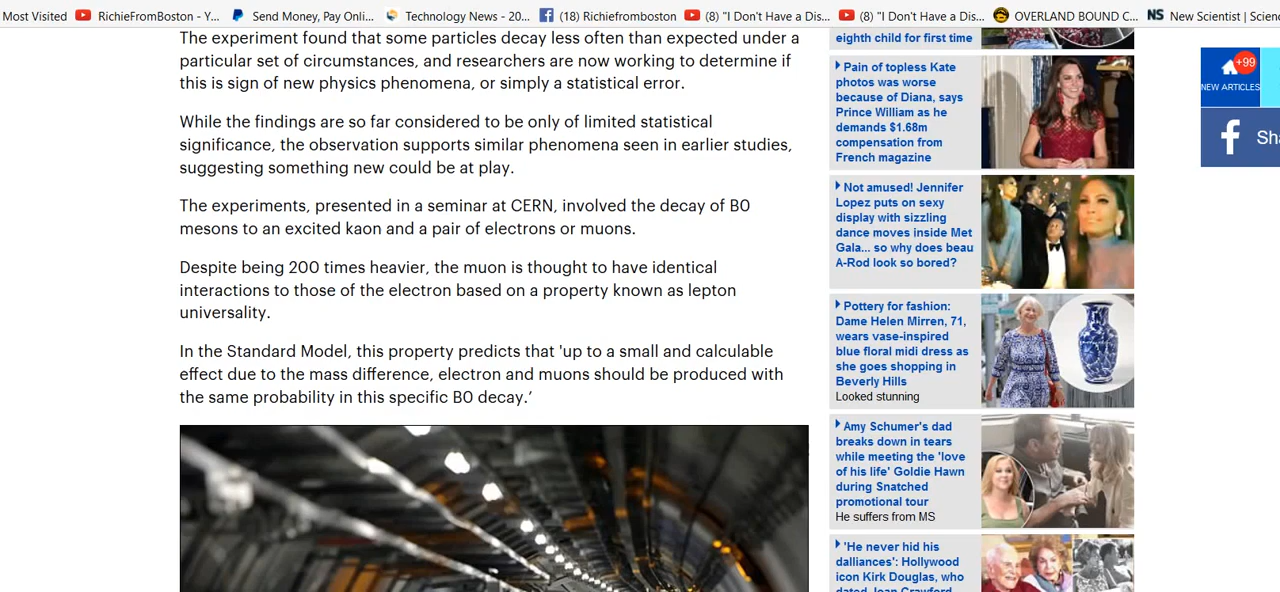 Most Visited
RichieFromBoston - Y...
Send Money, Pay Onli...
Technology News - 20...
(18) Richiefromboston
(8) "I Don't Have a Dis...
(8) "I Don't Have a Dis...
OVERLAND BOUND C...
NS New Scientist | Scienc
The experiment found that some particles decay less often than expected under a
particular set of circumstances, and researchers are now working to determine if
this is sign of new physics phenomena, or simply a statistical error.
While the findings are so far considered to be only of limited statistical
significance, the observation supports similar phenomena seen in earlier studies,
suggesting something new could be at play.
The experiments, presented in a seminar at CERN, involved the decay of B0
mesons to an excited kaon and a pair of electrons or muons.
Despite being 200 times heavier, the muon is thought to have identical
interactions to those of the electron based on a property known as lepton
universality.
In the Standard Model, this property predicts that 'up to a small and calculable
effect due to the mass difference, electron and muons should be produced with
the same probability in this specific B0 decay.’
eighth child for first time
Pain of topless Kate
photos was worse
because of Diana, says
Prince William as he
demands $1.68m
compensation from
French magazine
Not amused! Jennifer
Lopez puts on sexy
display with sizzling
dance moves inside Met
Gala... so why does beau
A-Rod look so bored?
Pottery for fashion:
Dame Helen Mirren, 71,
wears vase-inspired
blue floral midi dress as
she goes shopping in
Beverly Hills
Looked stunning
Amy Schumer's dad
breaks down in tears
while meeting the 'love
of his life' Goldie Hawn
during Snatched
promotional tour
He suffers from MS
'He never hid his
dalliances': Hollywood
icon Kirk Douglas, who
dated Joan Crawford
+99
NEW ARTICLES
f Sh